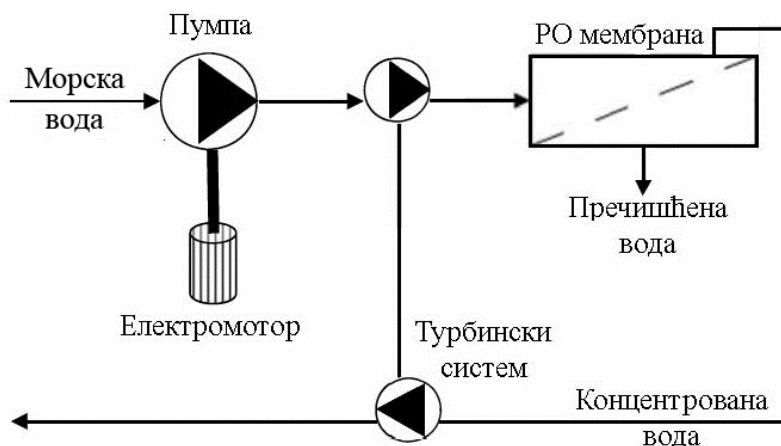 Пумпа
РО мембрана
Морска
вода
Пречишћена
вода
Електромотор
Турбински
систем
Концентрована
вода